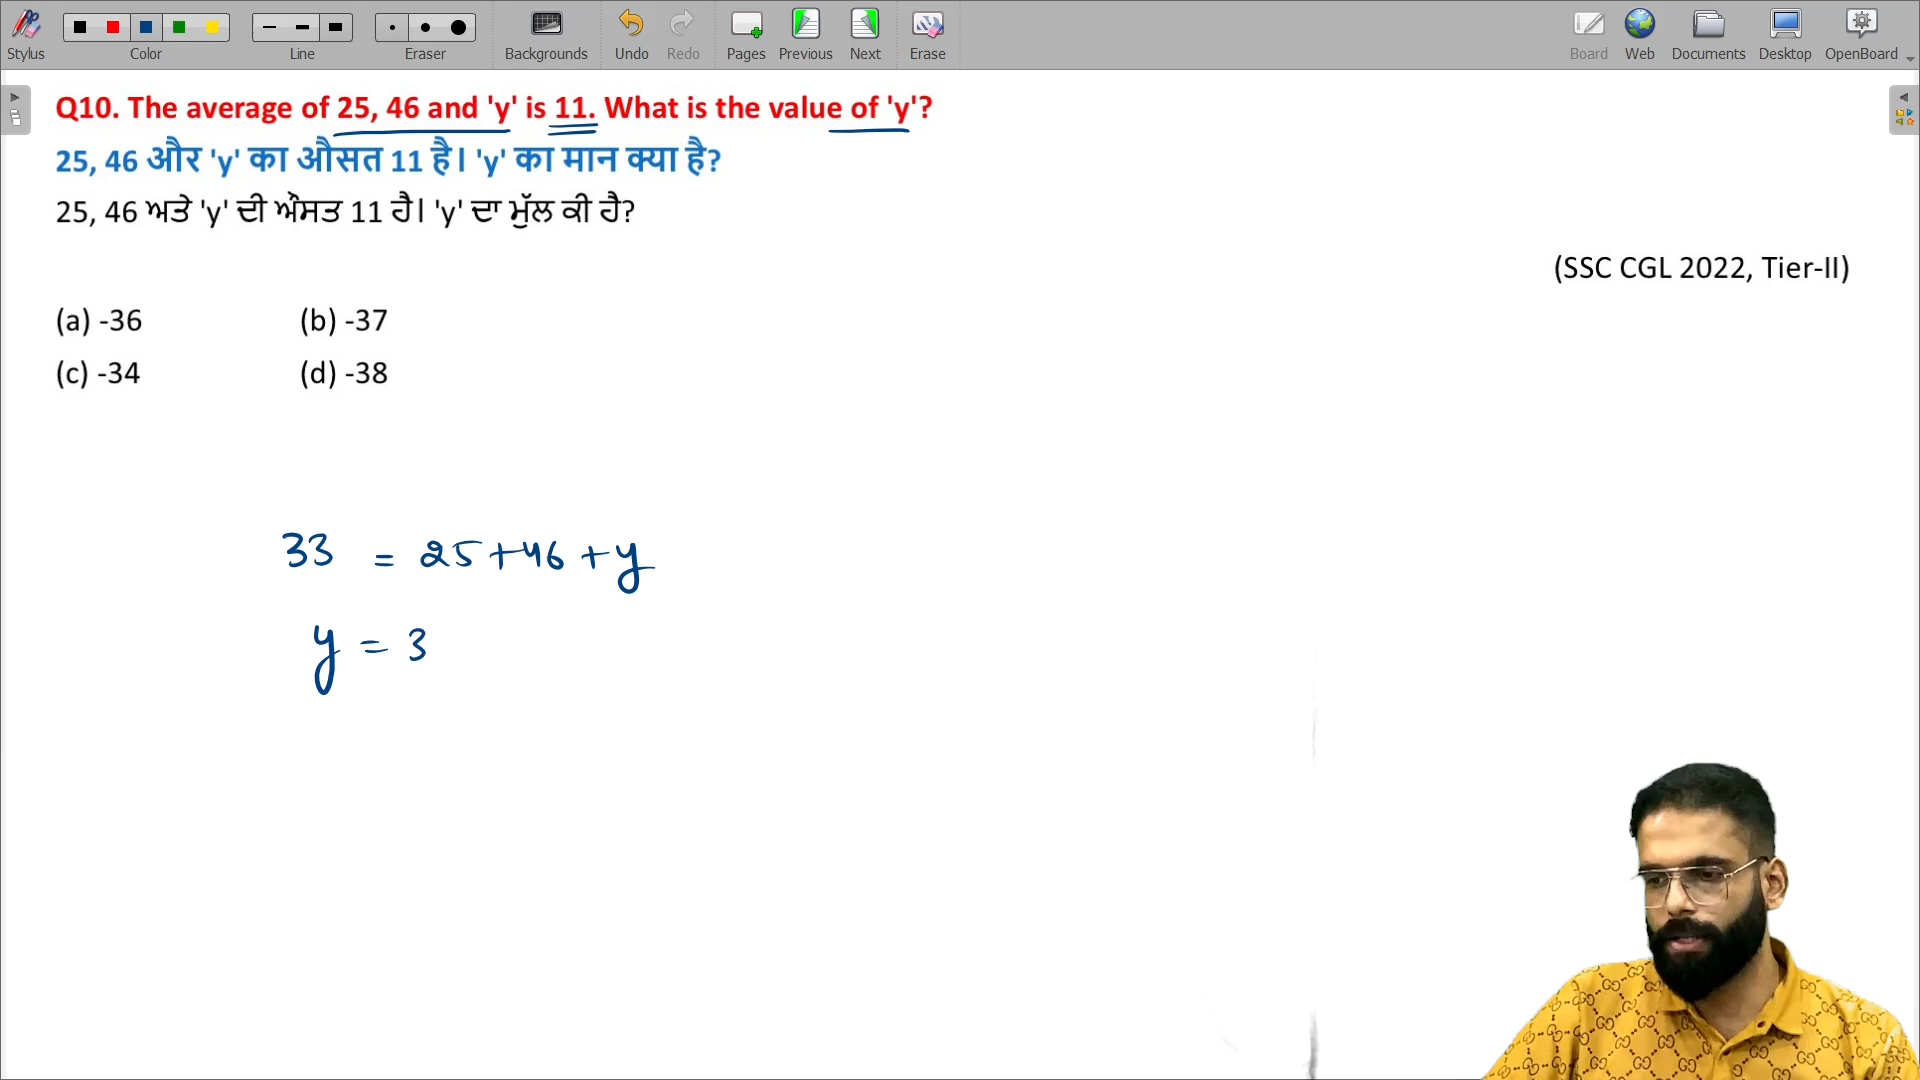 Stylus Color Line Eraser Backgrounds Undo Redo Pages Previous Next Erase Board Web Documents Desktop OpenBoard
Q10. The average of 25, 46 and 'y' is 11. What is the value of 'y'?
25, 46 और 'y' का औसत 11 है। 'y' का मान क्या है?
25, 46 ਅਤੇ 'y' ਦੀ ਔਸਤ 11 ਹੈ। 'y' ਦਾ ਮੁੱਲ ਕੀ ਹੈ?
(SSC CGL 2022, Tier-II)
(a) -36 (b) -37
(c) -34 (d) -38
33 = 25+46+y
y = 3